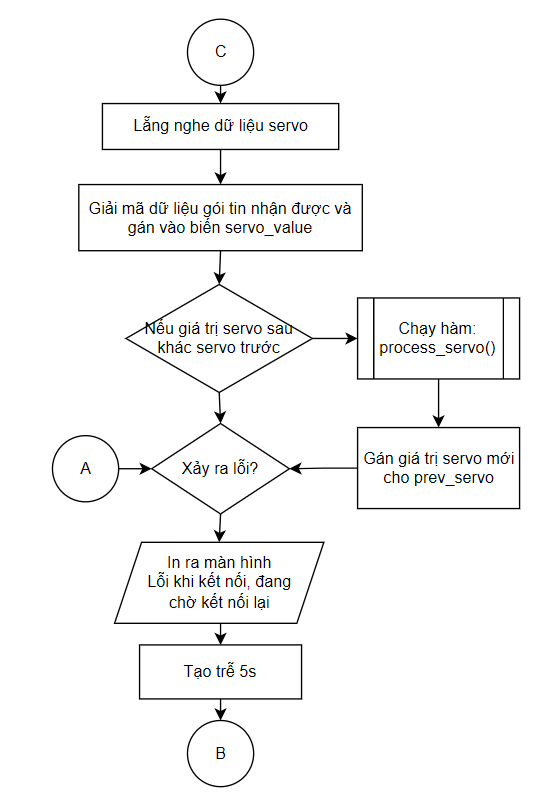 C
Lẵng nghe dữ liệu servo
Giải mã dữ liệu gói tin nhận được và
gán vào biến servo_value
Nếu giá trị servo sau
khác servo trước
Chạy hàm:
process_servo()
A
Xảy ra lỗi?
Gán giá trị servo mới
cho prev_servo
In ra màn hình
Lỗi khi kết nối, đang
chờ kết nối lại
Tạo trễ 5s
B